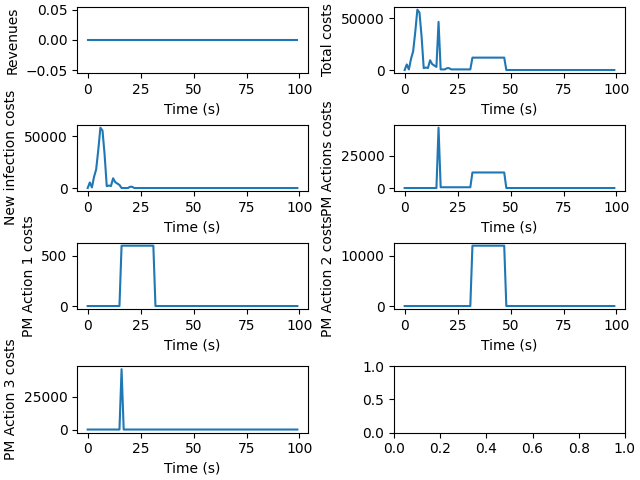 Revenues
0.05
0.00
−0.05
0 25 50 75 100
Time (s)
Total costs
50000
0
0 25 50 75 100
Time (s)
New infection costs
50000
0
0 25 50 75 100
Time (s)
PM Actions costs
25000
0
0 25 50 75 100
Time (s)
PM Action 1 costs
500
0
0 25 50 75 100
Time (s)
PM Action 2 costs
10000
0
0 25 50 75 100
Time (s)
PM Action 3 costs
25000
0
0 25 50 75 100
Time (s)
1.0
0.5
0.0
0.0 0.2 0.4 0.6 0.8 1.0